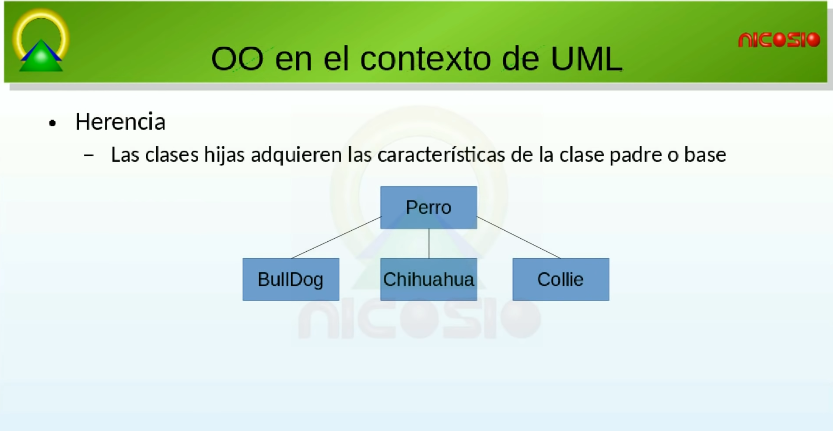 OO en el contexto de UML
NICOSIO
• Herencia
– Las clases hijas adquieren las características de la clase padre o base
Perro
BullDog Chihuahua Collie
NICOSIO